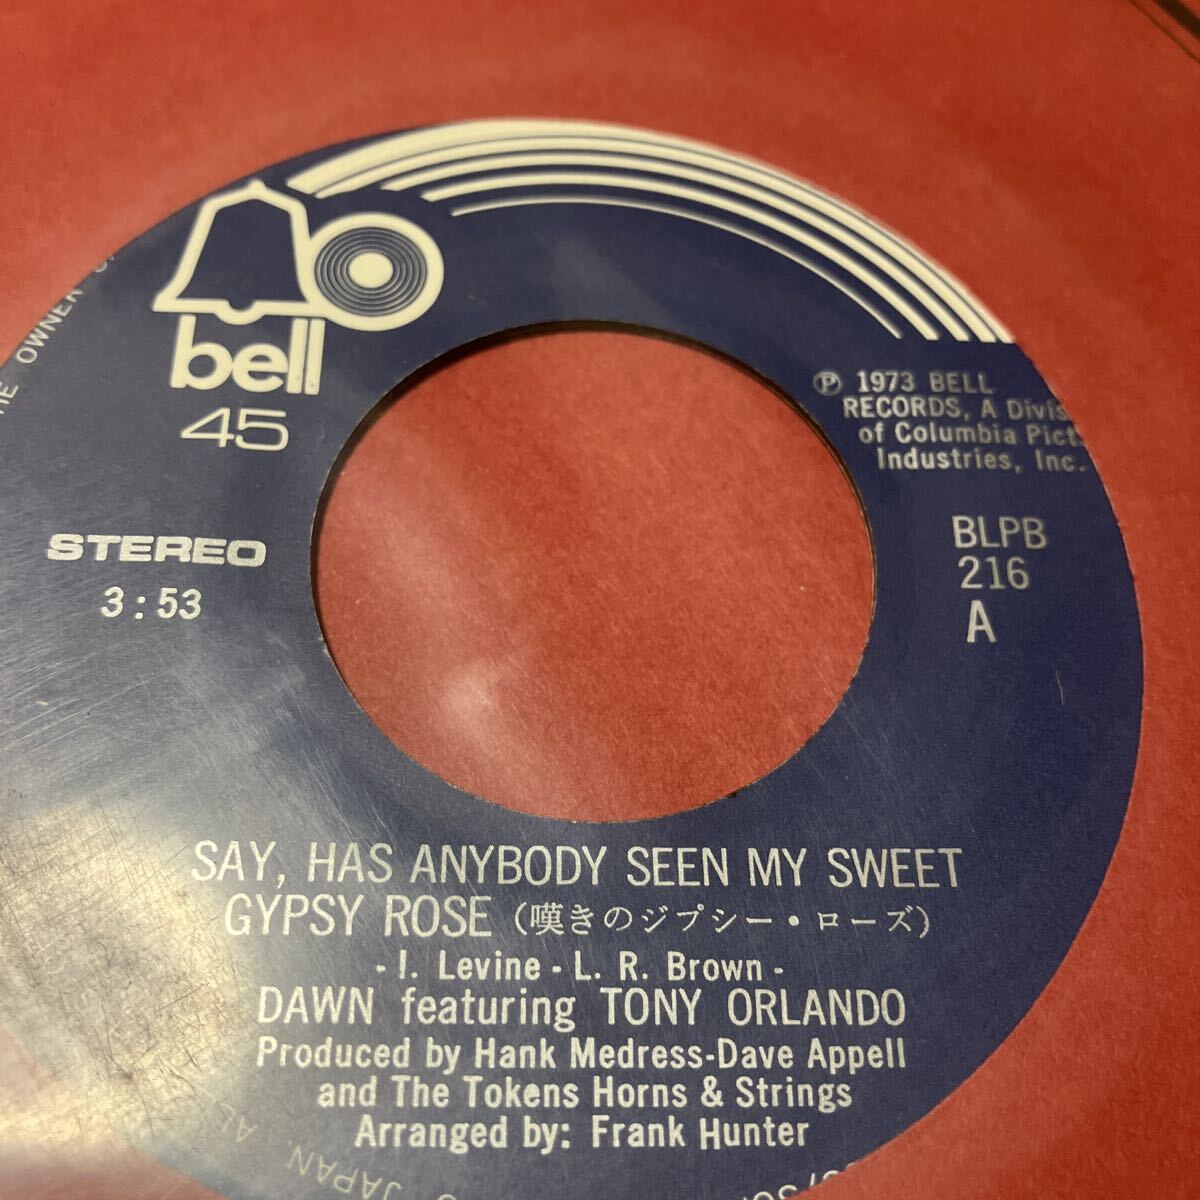 bell
45
STEREO
3:53
Ⓟ 1973 BELL
RECORDS, A
of Columbia
Industries, Inc.
BLPB
216
A
SAY, HAS ANYBODY SEEN MY SWEET
GYPSY ROSE (嘆きのジプシー・ローズ)
- I. Levine - L. R. Brown -
DAWN featuring TONY ORLANDO
Produced by Hank Medress-Dave Appell
and The Tokens Horns & Strings
Arranged by: Frank Hunter
OWNER
JAPAN.